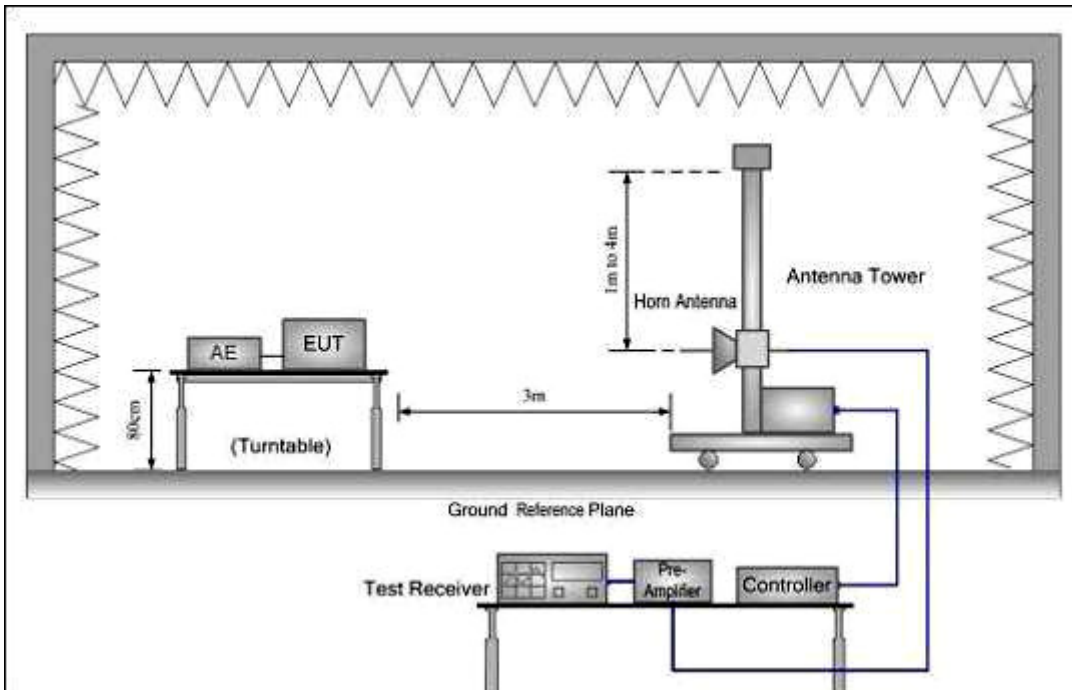 1m to 4m
Antenna Tower
Horn Antenna
AE
EUT
3m
80cm
(Turntable)
Ground Reference Plane
Test Receiver
Pre-
Amplifier
Controller